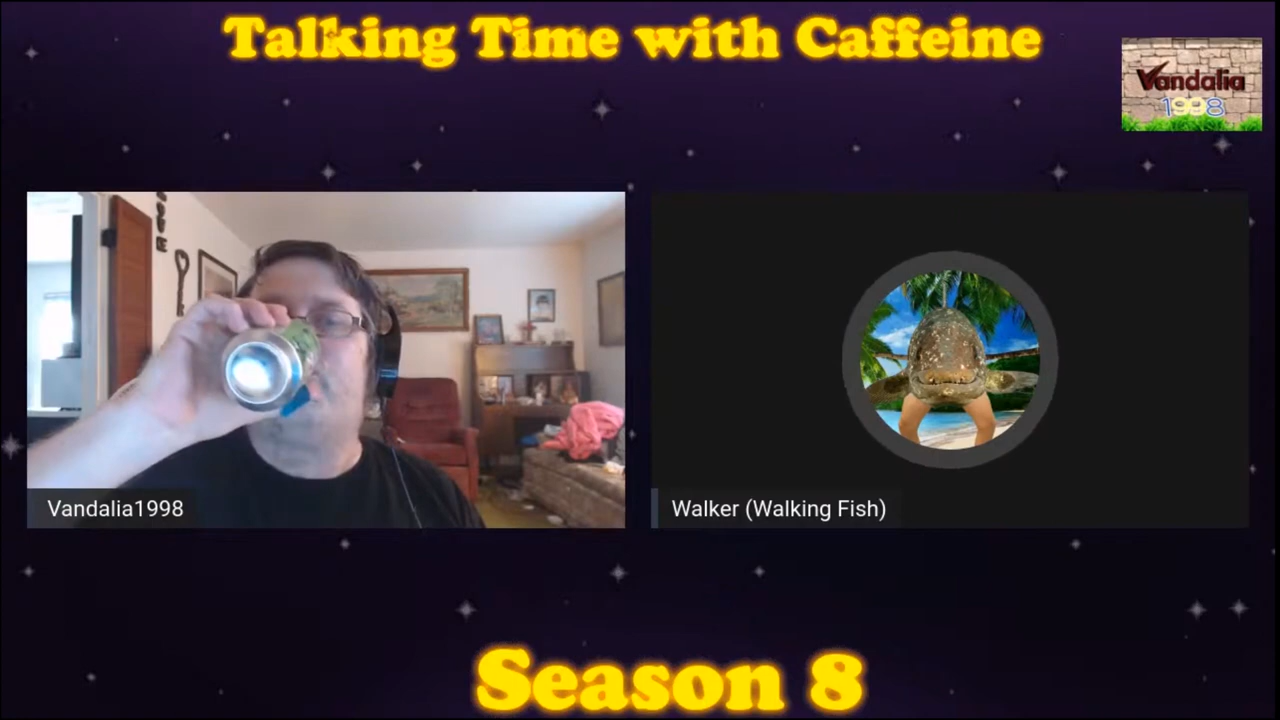 Talking Time with Caffeine
Vandalia
1998
Vandalia1998
Walker (Walking Fish)
Season 8